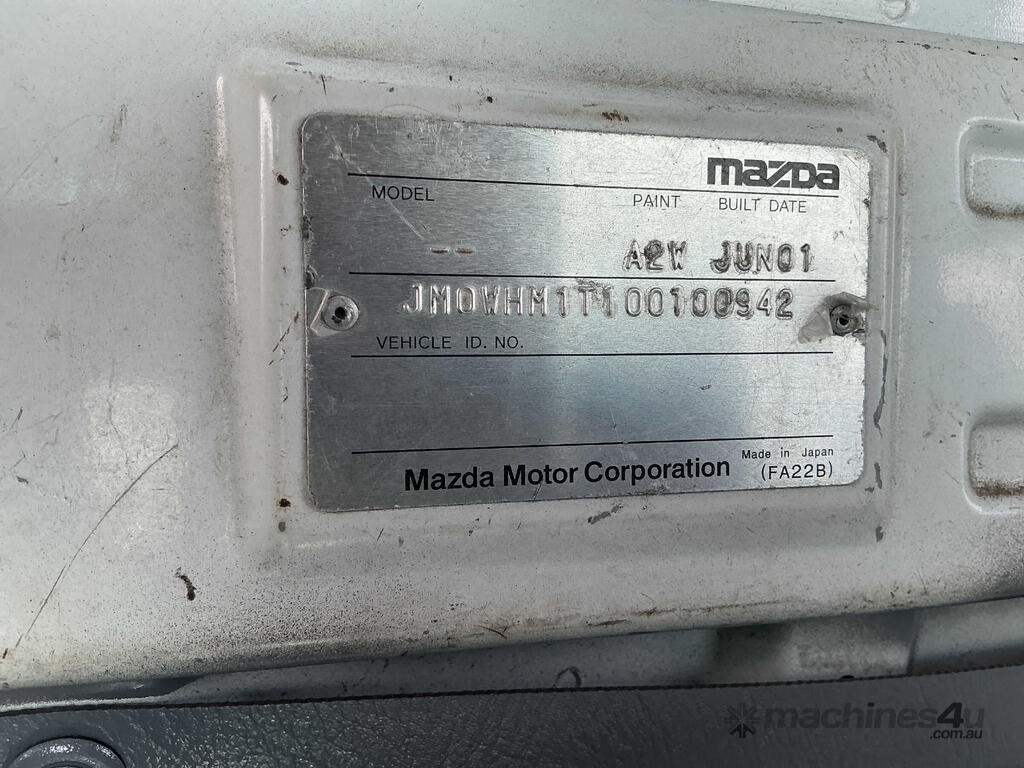 mazda
MODEL PAINT BUILT DATE
-- A2W JUN01
JM0WHM1T100100942
VEHICLE ID. NO.
Made in Japan
Mazda Motor Corporation (FA22B)
machines4u
.com.au